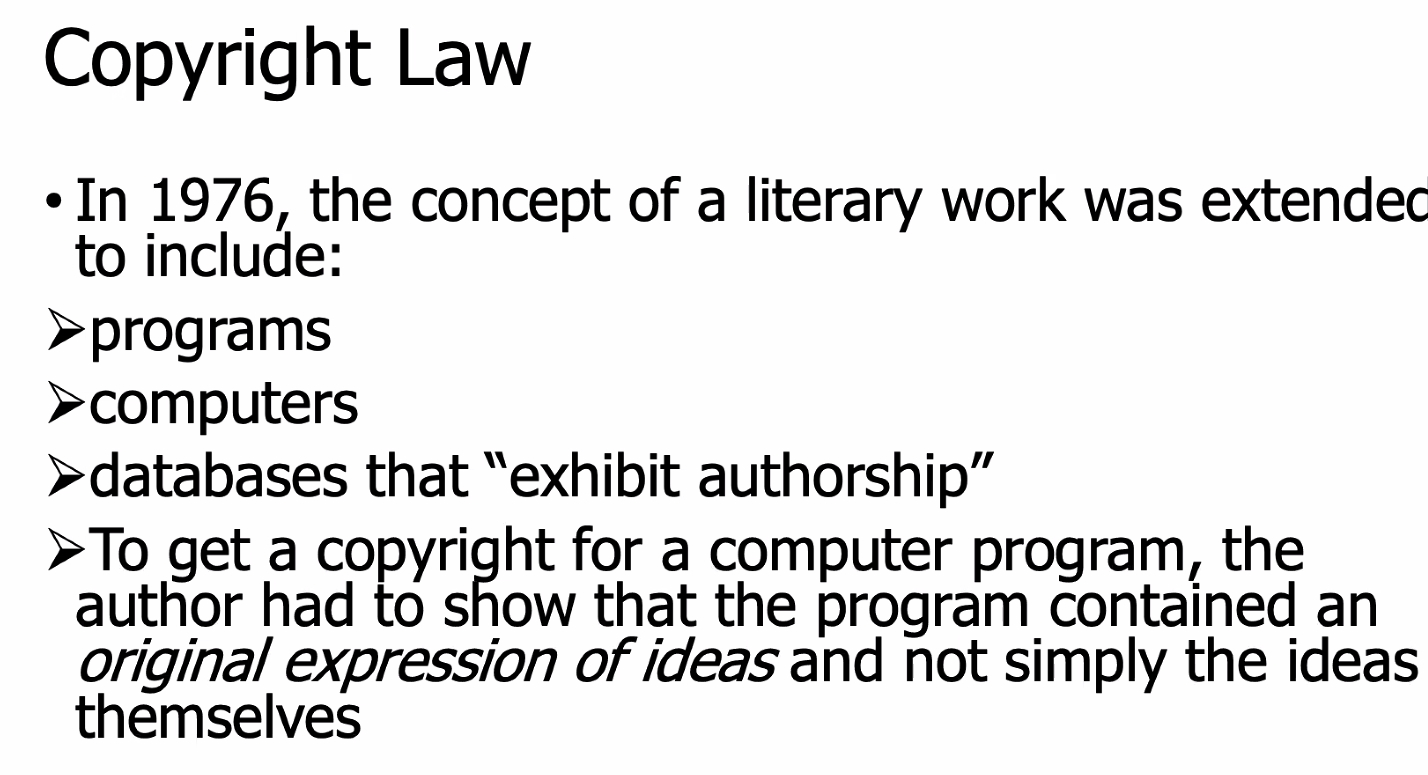 Copyright Law
• In 1976, the concept of a literary work was extended
to include:
➢programs
➢computers
➢databases that “exhibit authorship”
➢To get a copyright for a computer program, the
author had to show that the program contained an
original expression of ideas and not simply the ideas
themselves